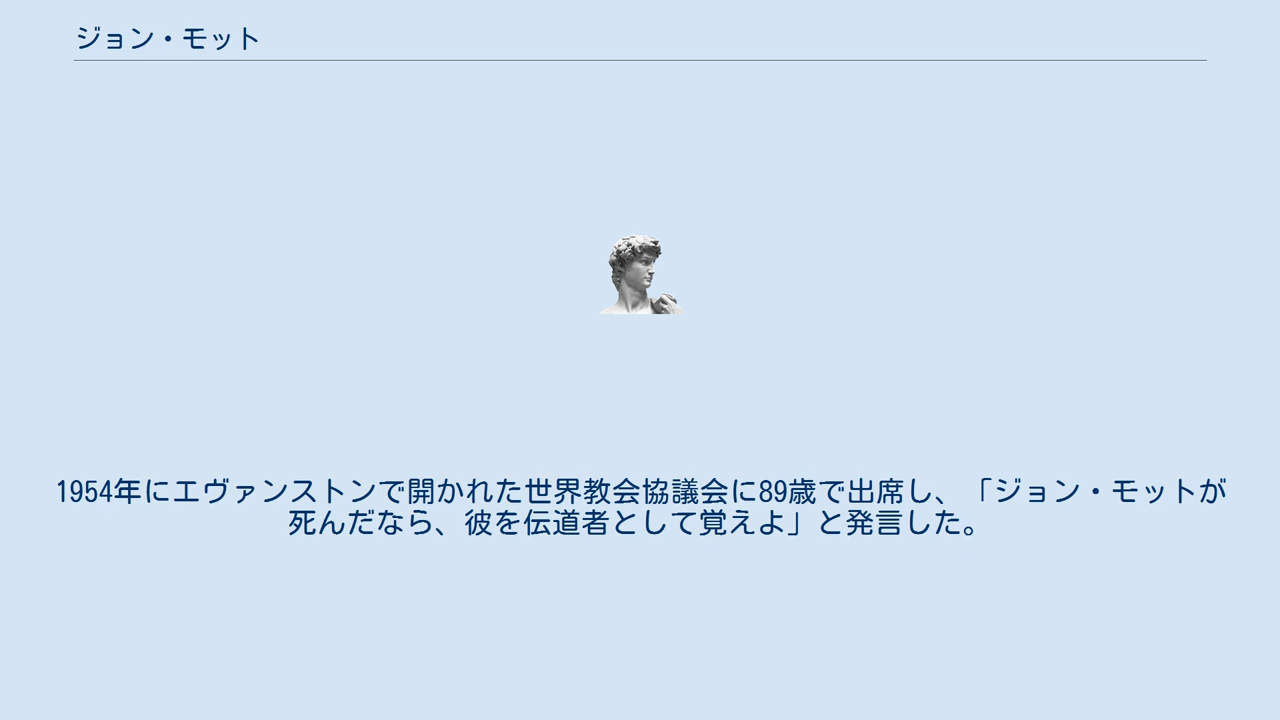 ジョン・モット
1954年にエヴァンストンで開かれた世界教会協議会に89歳で出席し、「ジョン・モットが
死んだなら、彼を伝道者として覚えよ」と発言した。